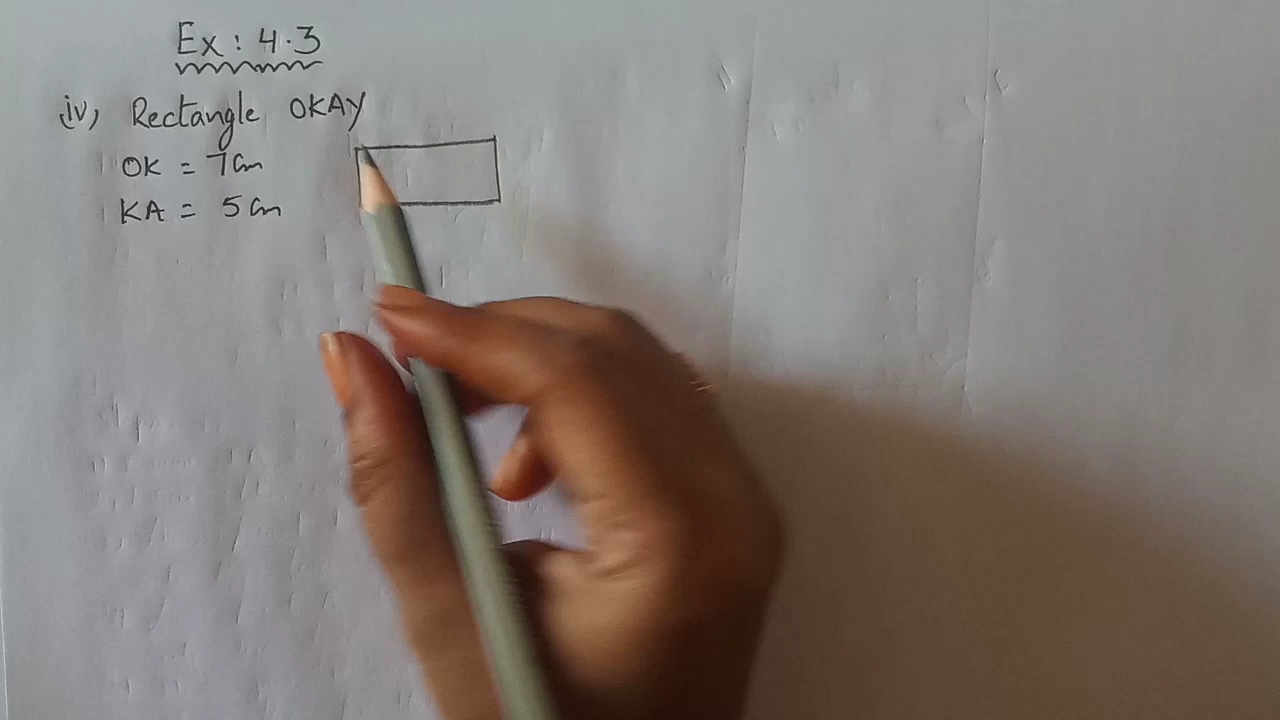 Ex: 4.3
iv) Rectangle OKAY
OK = 7cm
KA = 5cm